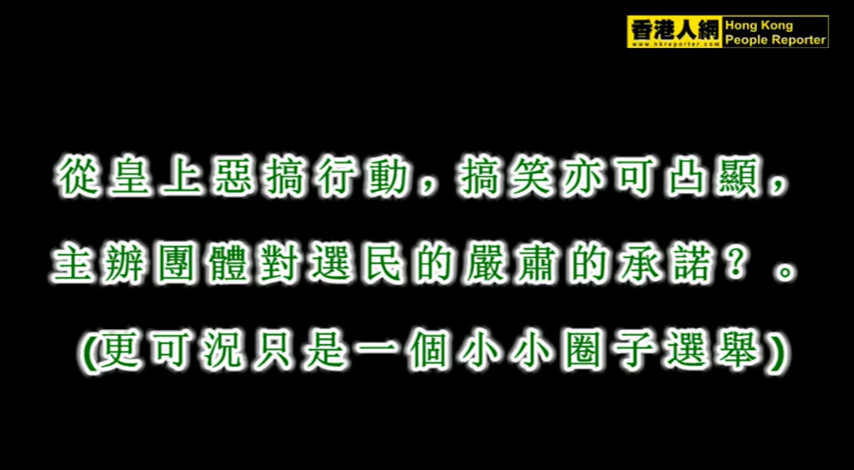 香港人網
www.hkreporter.com
Hong Kong
People Reporter
從皇上惡搞行動，搞笑亦可凸顯，
主辦團體對選民的嚴肅的承諾？。
(更可況只是一個小小圈子選舉)